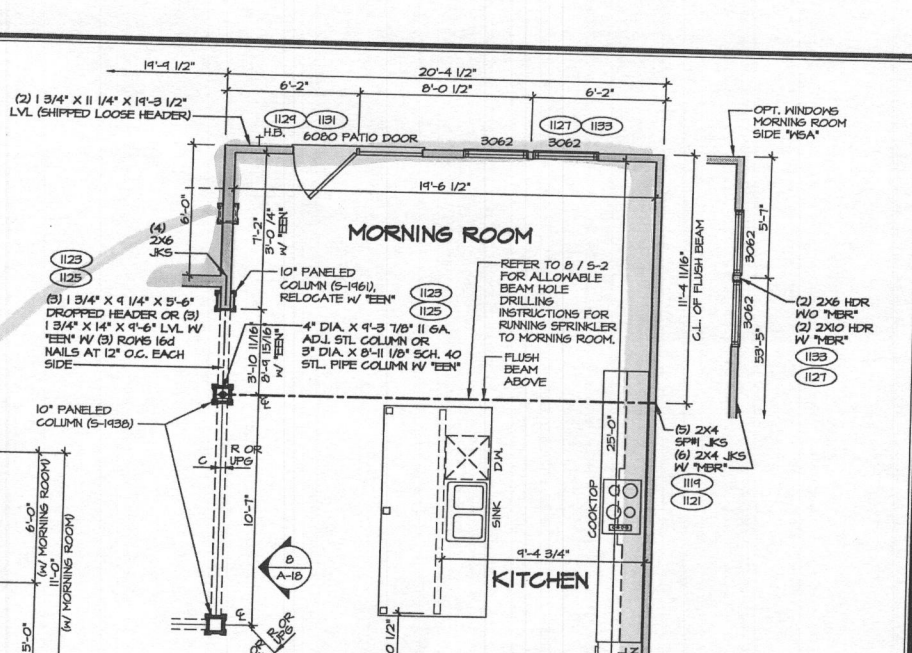 19'-9 1/2"
20'-4 1/2"
6'-2"
8'-0 1/2"
6'-2"
(2) 1 3/4" X 11 1/4" X 19'-3 1/2"
LVL (SHIPPED LOOSE HEADER)
1129
1131
H.B.
6080 PATIO DOOR
3062
3062
1127
1133
OPT. WINDOWS
MORNING ROOM
SIDE "WSA"
19'-6 1/2"
6'-0"
7'-2"
3'-0 1/4"
W/ "EEN"
MORNING ROOM
(4)
2X6
JKS
1123
1125
10" PANELED
COLUMN (S-1961),
RELOCATE W/ "EEN"
1123
1125
REFER TO 8 / S-2
FOR ALLOWABLE
BEAM HOLE
DRILLING
INSTRUCTIONS FOR
RUNNING SPRINKLER
TO MORNING ROOM.
FLUSH
BEAM
ABOVE
11'-4 11/16"
C.L. OF FLUSH BEAM
3062
3062
5'-7"
53'-5"
(2) 2X6 HDR
W/O "MBR"
(2) 2X10 HDR
W/ "MBR"
1133
1127
(3) 1 3/4" X 9 1/4" X 5'-6"
DROPPED HEADER OR (3)
1 3/4" X 14" X 9'-6" LVL W/
"EEN" W/ (3) ROWS 16d
NAILS AT 12" O.C. EACH
SIDE
4" DIA. X 9'-3 7/8" 11 GA.
ADJ. STL COLUMN OR
3" DIA. X 8'-11 1/8" SCH. 40
STL. PIPE COLUMN W/ "EEN"
3'-10 11/16"
8'-9 15/16"
W/ "EEN"
10" PANELED
COLUMN (S-1938)
C
R OR
UPG
10'-7"
8
A-18
6'-0"
(W/ MORNING ROOM)
11'-0"
(W/ MORNING ROOM)
5'-0"
D.W.
SINK
COOKTOP
25'-0"
9'-4 3/4"
KITCHEN
(5) 2X4
SP#1 JKS
(6) 2X4 JKS
W/ "MBR"
1119
1121
0 1/2"